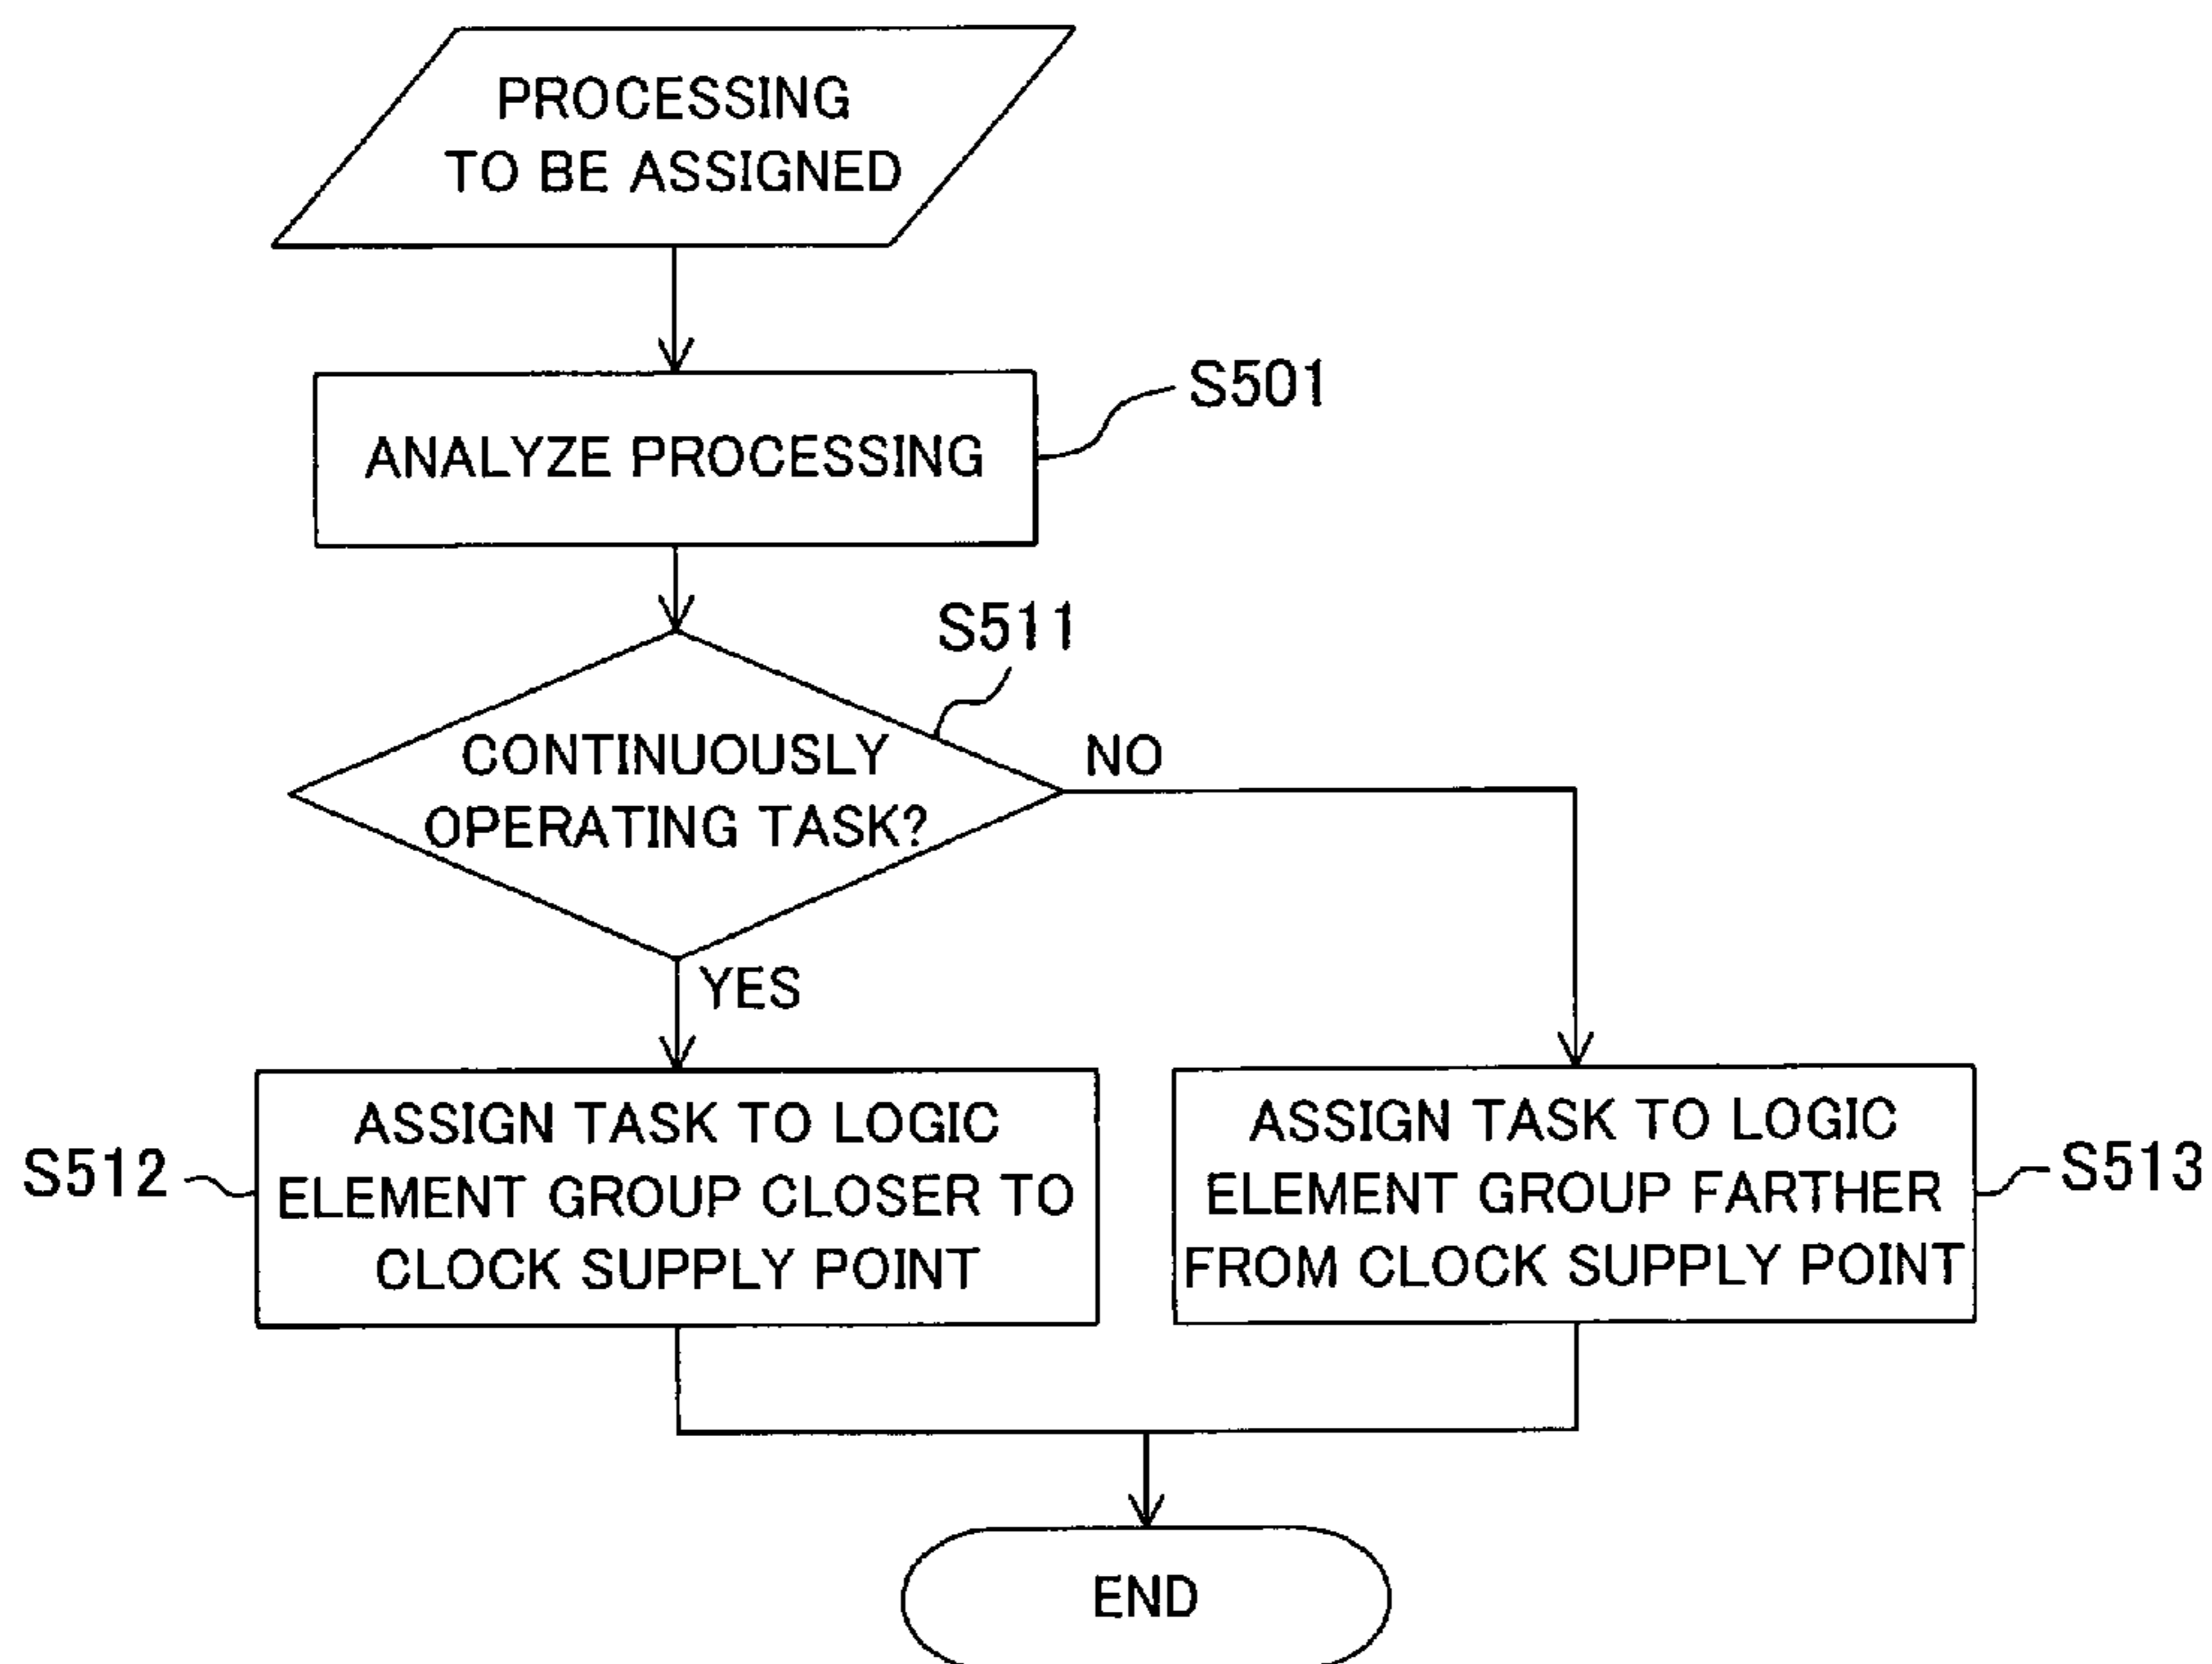 PROCESSING
TO BE ASSIGNED
S501
ANALYZE PROCESSING
S511
CONTINUOUSLY
OPERATING TASK?
NO
YES
S512
ASSIGN TASK TO LOGIC
ELEMENT GROUP CLOSER TO
CLOCK SUPPLY POINT
ASSIGN TASK TO LOGIC
ELEMENT GROUP FARTHER
FROM CLOCK SUPPLY POINT
S513
END